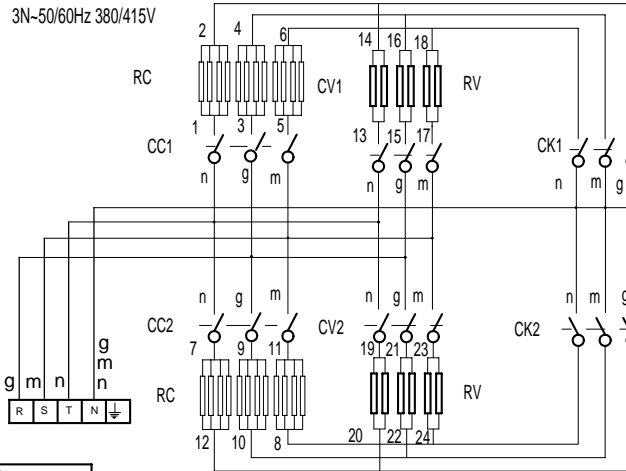 3N~50/60Hz 380/415V
2 4 6 14 16 18
RC CV1 RV
1 3 5 13 15 17
CC1 CK1
n g m n g m n m g
n g m n g m n m g
CC2 CV2 CK2
7 9 11 19 21 23
g m n g m n
RC RV
R S T N
12 10 8 20 22 24